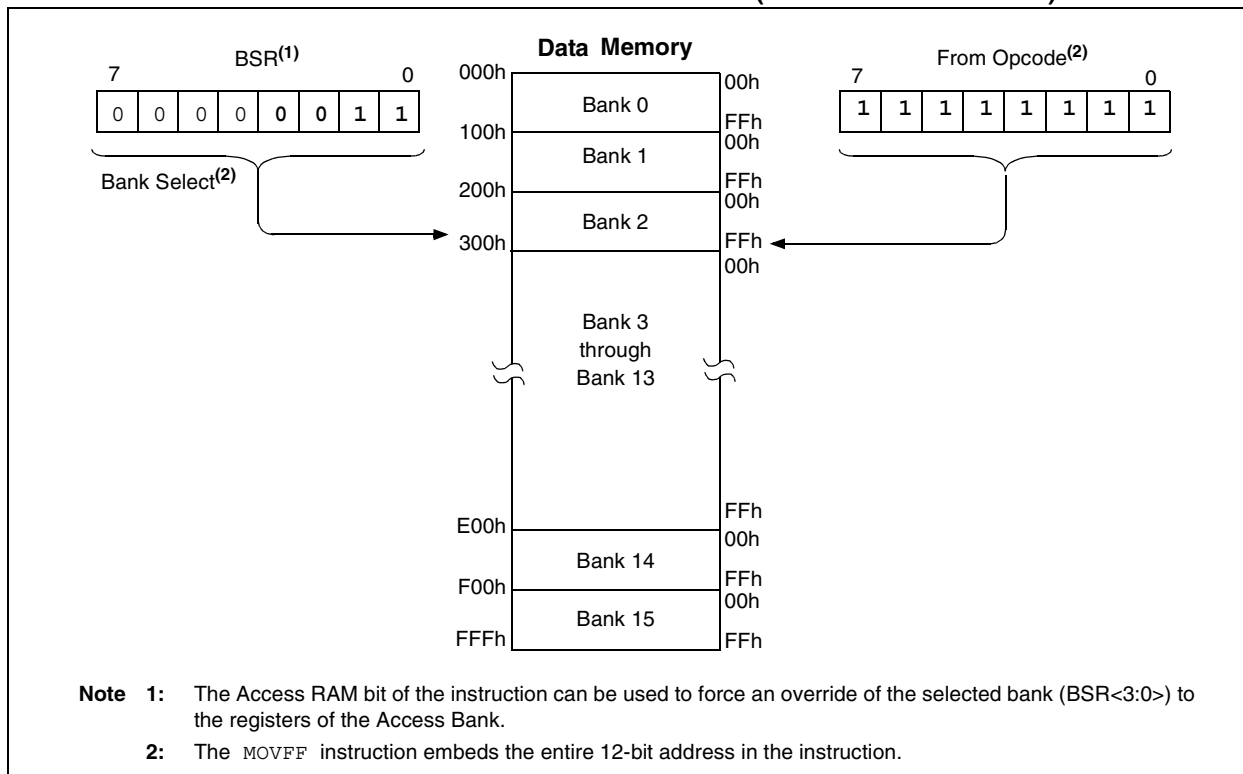 BSR(1)
7 0
0 0 0 0 0 0 1 1
Bank Select(2)
Data Memory
000h
00h
Bank 0
FFh
100h
00h
Bank 1
FFh
200h
00h
Bank 2
FFh
300h
00h
Bank 3
through
Bank 13
FFh
E00h
00h
Bank 14
FFh
F00h
00h
Bank 15
FFFh
FFh
From Opcode(2)
7 0
1 1 1 1 1 1 1 1
Note 1: The Access RAM bit of the instruction can be used to force an override of the selected bank (BSR<3:0>) to
the registers of the Access Bank.
2: The MOVFF instruction embeds the entire 12-bit address in the instruction.